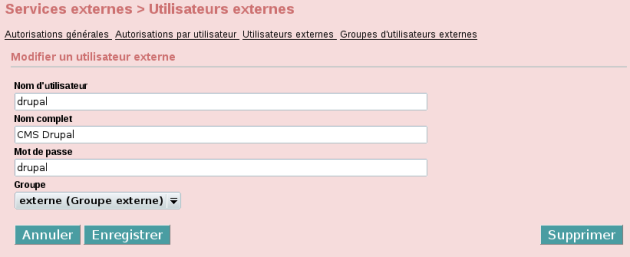 Services externes > Utilisateurs externes
Autorisations générales Autorisations par utilisateur Utilisateurs externes Groupes d'utilisateurs externes
Modifier un utilisateur externe
Nom d'utilisateur
drupal
Nom complet
CMS Drupal
Mot de passe
drupal
Groupe
externe (Groupe externe)
Annuler Enregistrer Supprimer